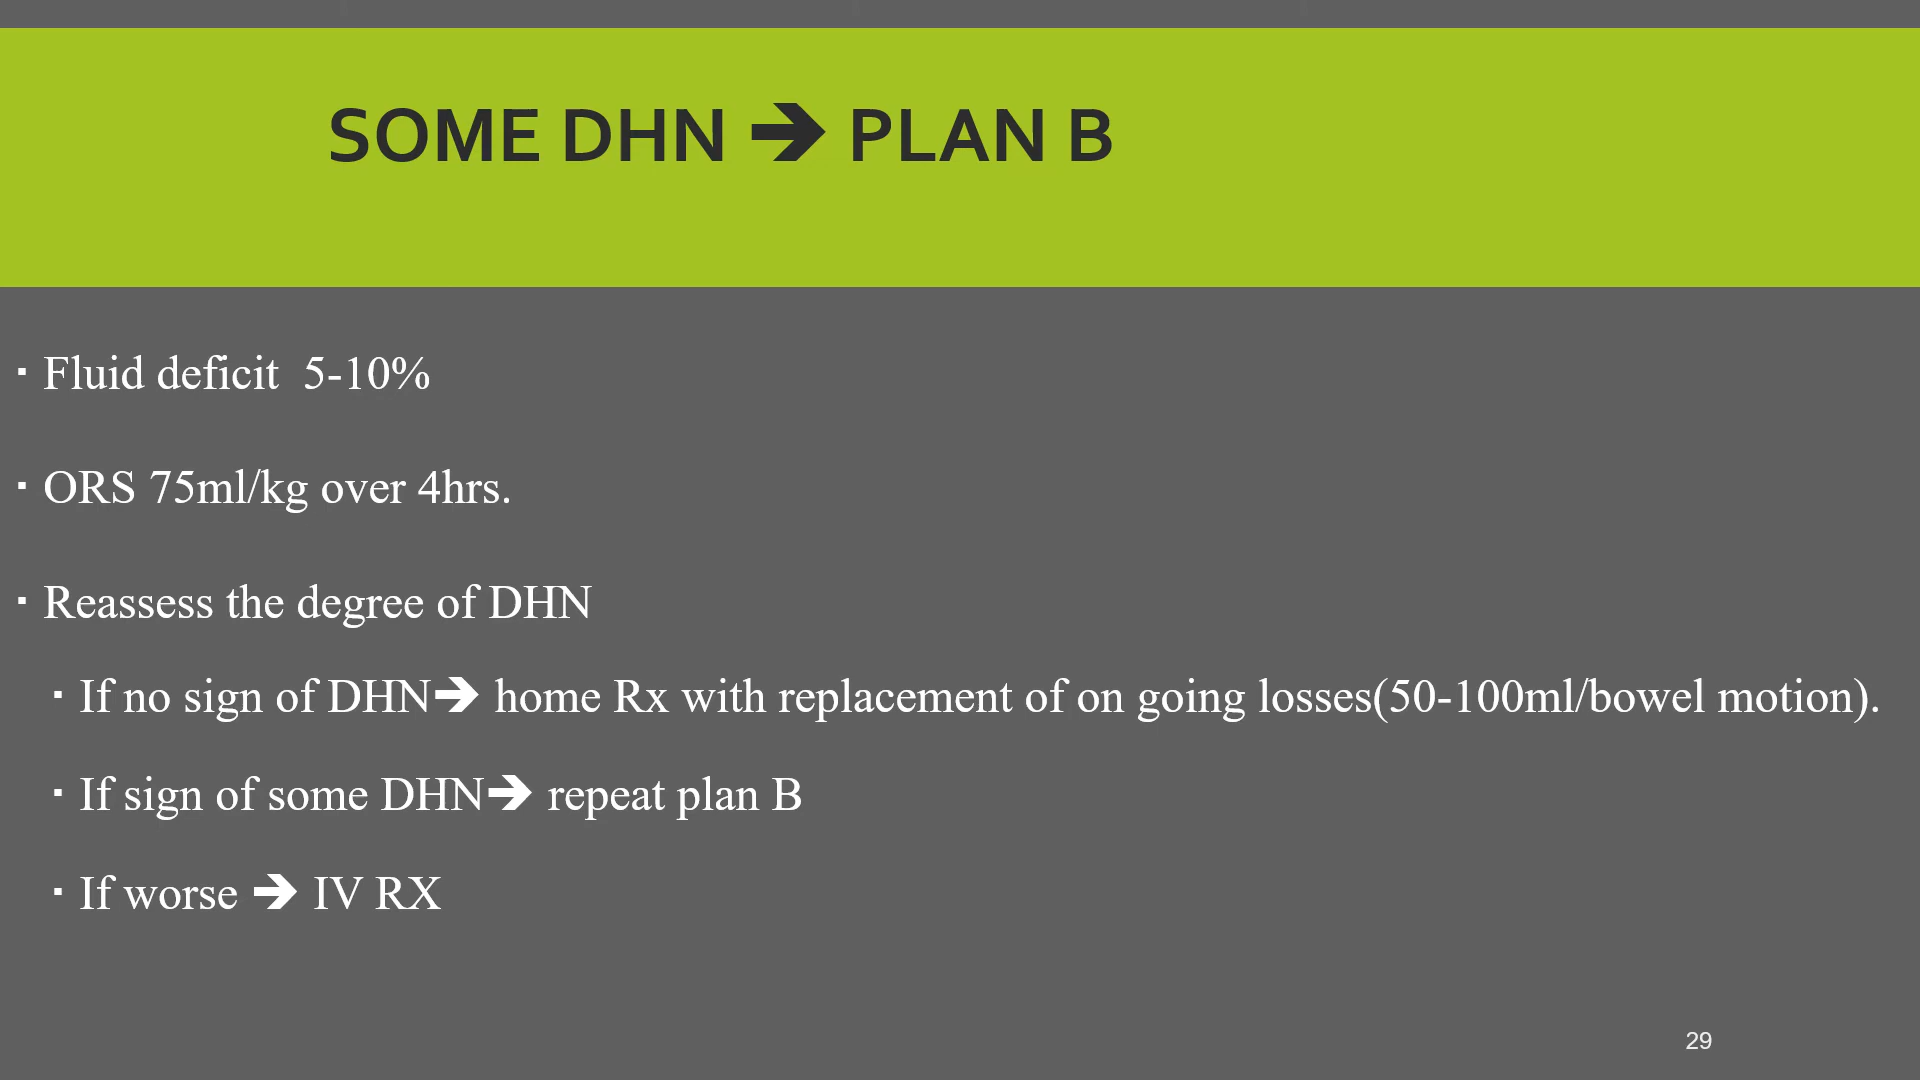 SOME DHN 🡺 PLAN B
▪ Fluid deficit  5-10%
▪ ORS 75ml/kg over 4hrs.
▪ Reassess the degree of DHN
▪ If no sign of DHN🡺 home Rx with replacement of on going losses(50-100ml/bowel motion).
▪ If sign of some DHN🡺 repeat plan B
▪ If worse 🡺 IV RX
29